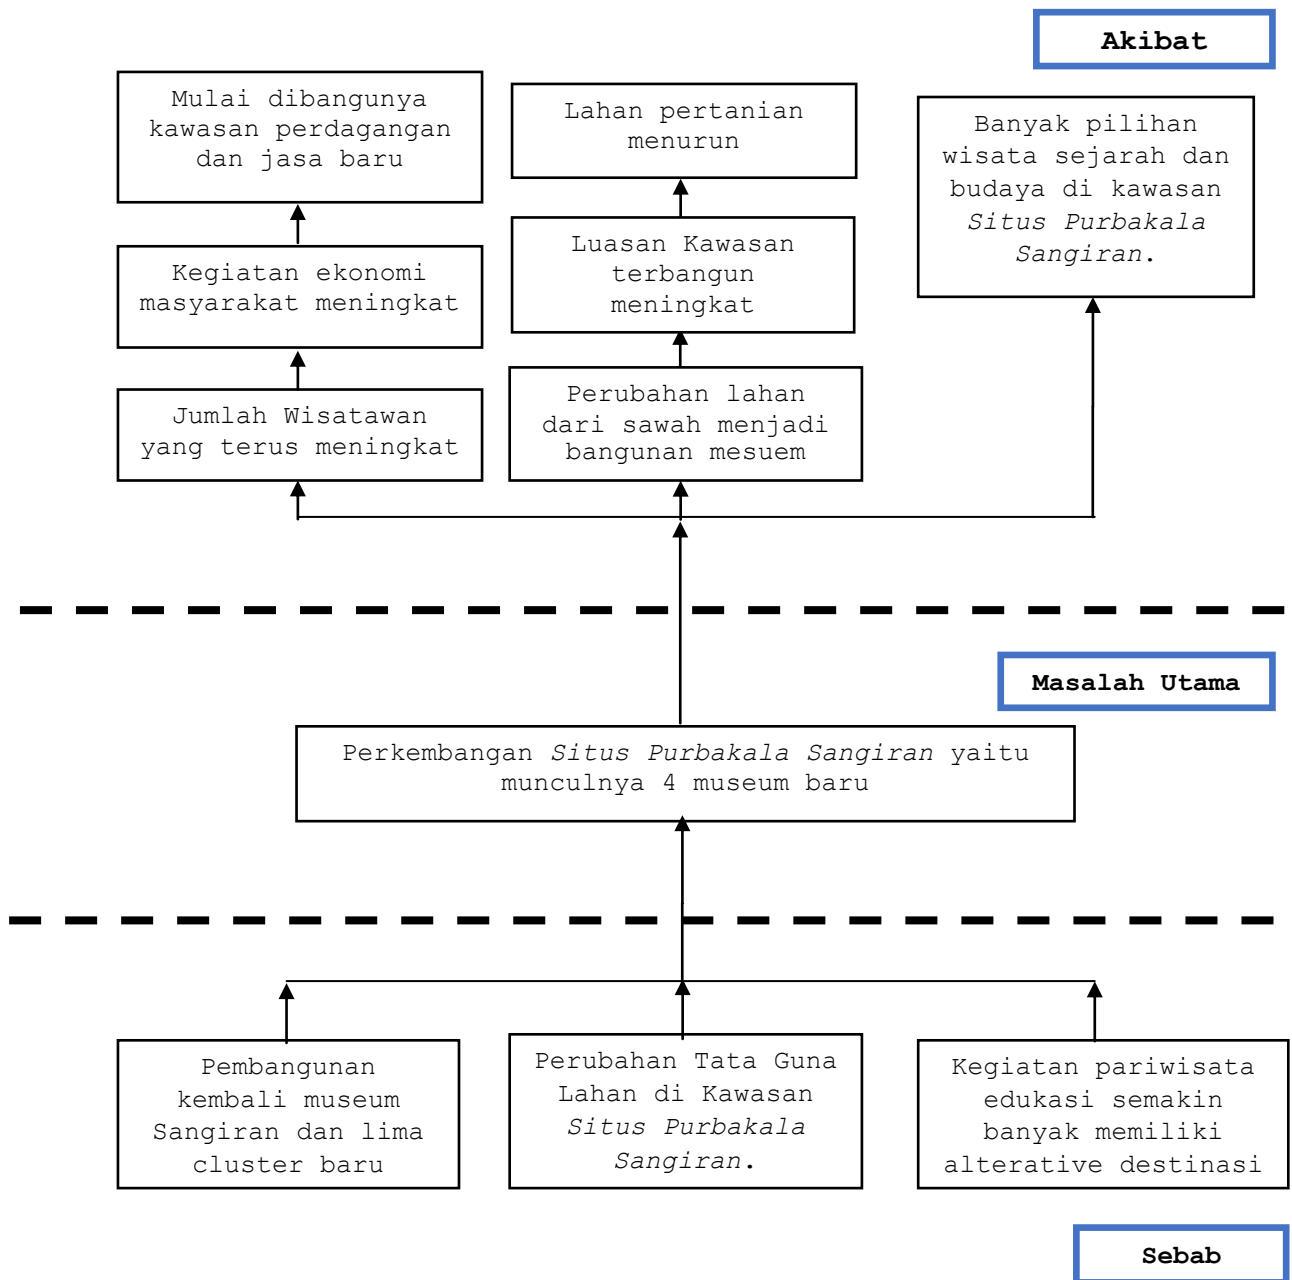 Akibat
Mulai dibangunya
kawasan perdagangan
dan jasa baru
Lahan pertanian
menurun
Banyak pilihan
wisata sejarah dan
budaya di kawasan
Situs Purbakala
Sangiran.
Kegiatan ekonomi
masyarakat meningkat
Luasan Kawasan
terbangun
meningkat
Jumlah Wisatawan
yang terus meningkat
Perubahan lahan
dari sawah menjadi
bangunan mesuem
Masalah Utama
Perkembangan Situs Purbakala Sangiran yaitu
munculnya 4 museum baru
Pembangunan
kembali museum
Sangiran dan lima
cluster baru
Perubahan Tata Guna
Lahan di Kawasan
Situs Purbakala
Sangiran.
Kegiatan pariwisata
edukasi semakin
banyak memiliki
alterative destinasi
Sebab